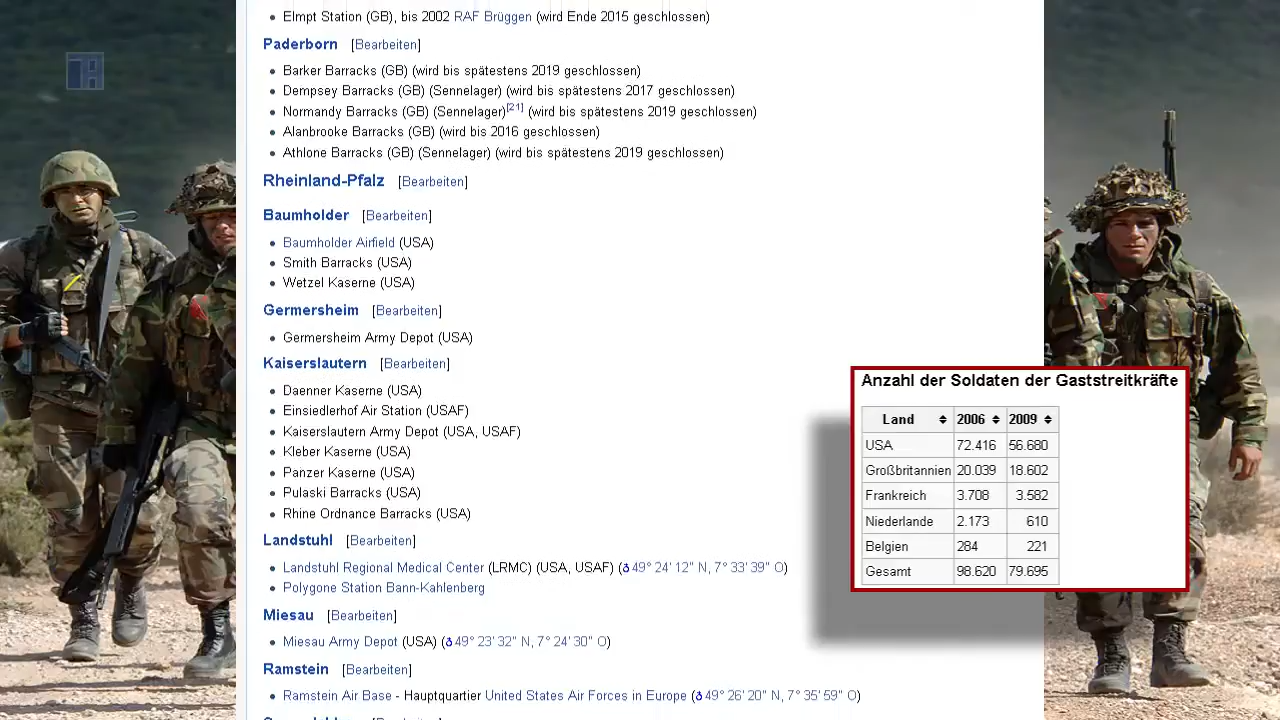 Elmpt Station (GB), bis 2002 RAF Brüggen (wird Ende 2015 geschlossen)
Paderborn [Bearbeiten]
Barker Barracks (GB) (wird bis spätestens 2019 geschlossen)
Dempsey Barracks (GB) (Sennelager) (wird bis spätestens 2017 geschlossen)
Normandy Barracks (GB) (Sennelager)[21] (wird bis spätestens 2019 geschlossen)
Alanbrooke Barracks (GB) (wird bis 2016 geschlossen)
Athlone Barracks (GB) (Sennelager) (wird bis spätestens 2019 geschlossen)
Rheinland-Pfalz [Bearbeiten]
Baumholder [Bearbeiten]
Baumholder Airfield (USA)
Smith Barracks (USA)
Wetzel Kaserne (USA)
Germersheim [Bearbeiten]
Germersheim Army Depot (USA)
Kaiserslautern [Bearbeiten]
Daenner Kaserne (USA)
Einsiedlerhof Air Station (USAF)
Kaiserslautern Army Depot (USA, USAF)
Kleber Kaserne (USA)
Panzer Kaserne (USA)
Pulaski Barracks (USA)
Rhine Ordnance Barracks (USA)
Landstuhl [Bearbeiten]
Landstuhl Regional Medical Center (LRMC) (USA, USAF) (49° 24′ 12″ N, 7° 33′ 39″ O)
Polygone Station Bann-Kahlenberg
Miesau [Bearbeiten]
Miesau Army Depot (USA) (49° 23′ 32″ N, 7° 24′ 30″ O)
Ramstein [Bearbeiten]
Ramstein Air Base - Hauptquartier United States Air Forces in Europe (49° 26′ 20″ N, 7° 35′ 59″ O).
Anzahl der Soldaten der Gaststreitkräfte
Land 2006 2009
USA 72.416 56.680
Großbritannien 20.039 18.602
Frankreich 3.708 3.582
Niederlande 2.173 610
Belgien 284 221
Gesamt 98.620 79.695